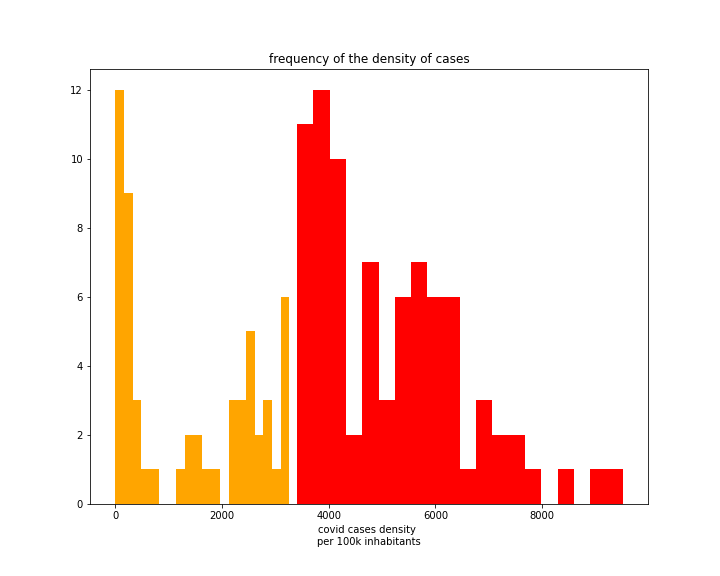 frequency of the density of cases
12
10
8
6
4
2
0
0 2000 4000 6000 8000
covid cases density
per 100k inhabitants